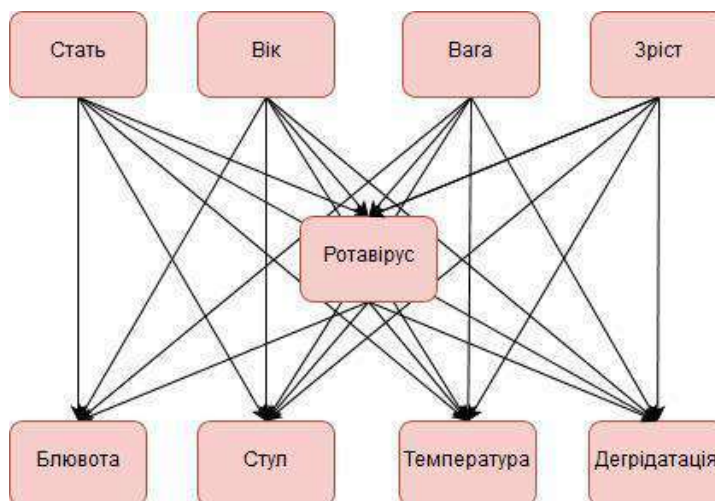 Стать
Вік
Вага
Зріст
Ротавірус
Блювота
Стул
Температура
Дегрідатація